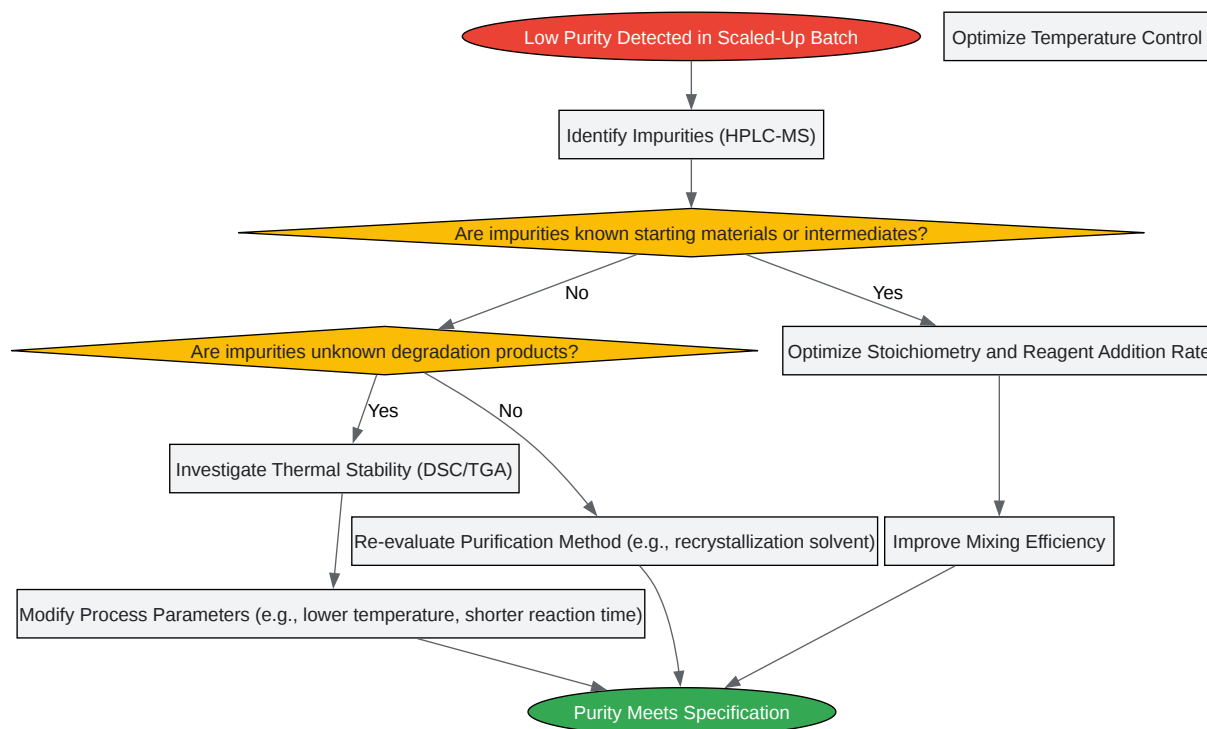 Low Purity Detected in Scaled-Up Batch
Optimize Temperature Control
Identify Impurities (HPLC-MS)
Are impurities known starting materials or intermediates?
No
Yes
Are impurities unknown degradation products?
Optimize Stoichiometry and Reagent Addition Rate
Yes
No
Investigate Thermal Stability (DSC/TGA)
Re-evaluate Purification Method (e.g., recrystallization solvent)
Improve Mixing Efficiency
Modify Process Parameters (e.g., lower temperature, shorter reaction time)
Purity Meets Specification